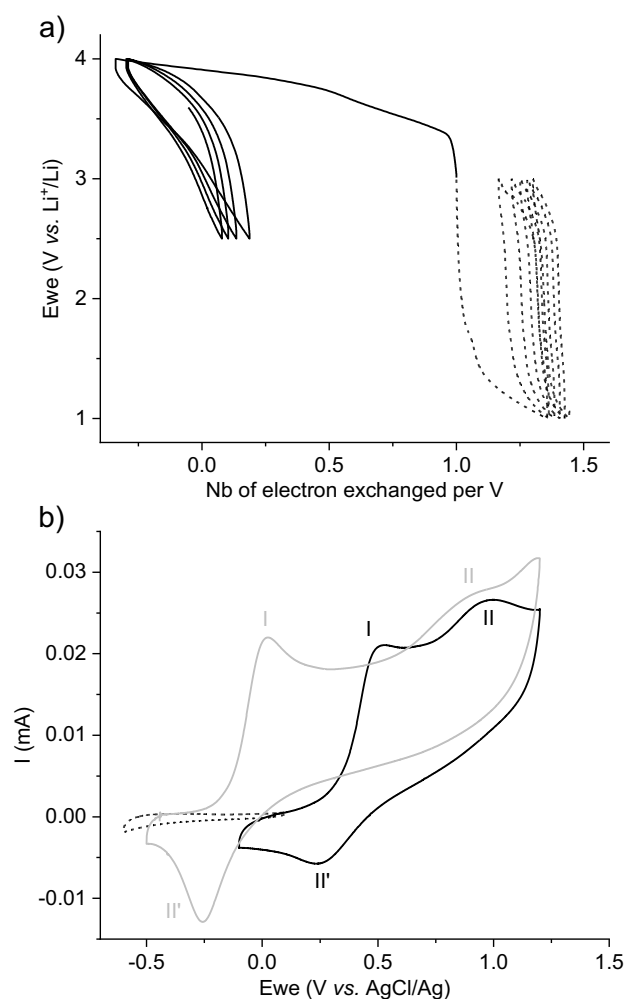 a)
4
3
2
1
Ewe (V vs. Li+/Li)
0.0 0.5 1.0 1.5
Nb of electron exchanged per V
b)
0.03
0.02
0.01
0.00
-0.01
I (mA)
I
II
I
II
II'
II'
-0.5 0.0 0.5 1.0 1.5
Ewe (V vs. AgCl/Ag)